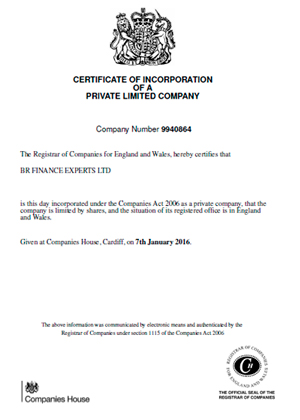 CERTIFICATE OF INCORPORATION
OF A
PRIVATE LIMITED COMPANY
Company Number 9940864
The Registrar of Companies for England and Wales, hereby certifies that
BR FINANCE EXPERTS LTD
is this day incorporated under the Companies Act 2006 as a private company, that the
company is limited by shares, and the situation of its registered office is in England
and Wales.
Given at Companies House, Cardiff, on 7th January 2016.
The above information was communicated by electronic means and authenticated by the
Registrar of Companies under section 1115 of the Companies Act 2006
Companies House
REGISTRAR OF COMPANIES
ENGLAND AND WALES
THE OFFICIAL SEAL OF THE
REGISTRAR OF COMPANIES